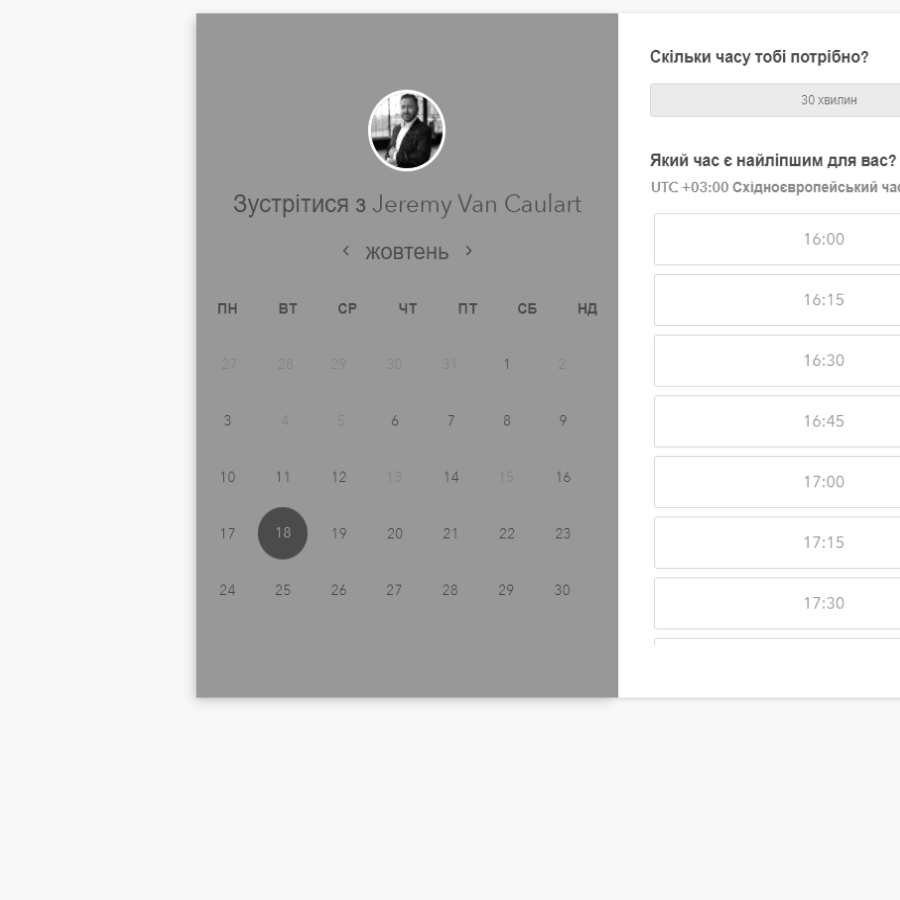 Зустрітися з Jeremy Van Caulart
жовтень
ПН ВТ СР ЧТ ПТ СБ НД
27 28 29 30 31 1 2
3 4 5 6 7 8 9
10 11 12 13 14 15 16
17 18 19 20 21 22 23
24 25 26 27 28 29 30
Скільки часу тобі потрібно?
30 хвилин
Який час є найліпшим для вас?
UTC +03:00 Східноєвропейський
16:00
16:15
16:30
16:45
17:00
17:15
17:30